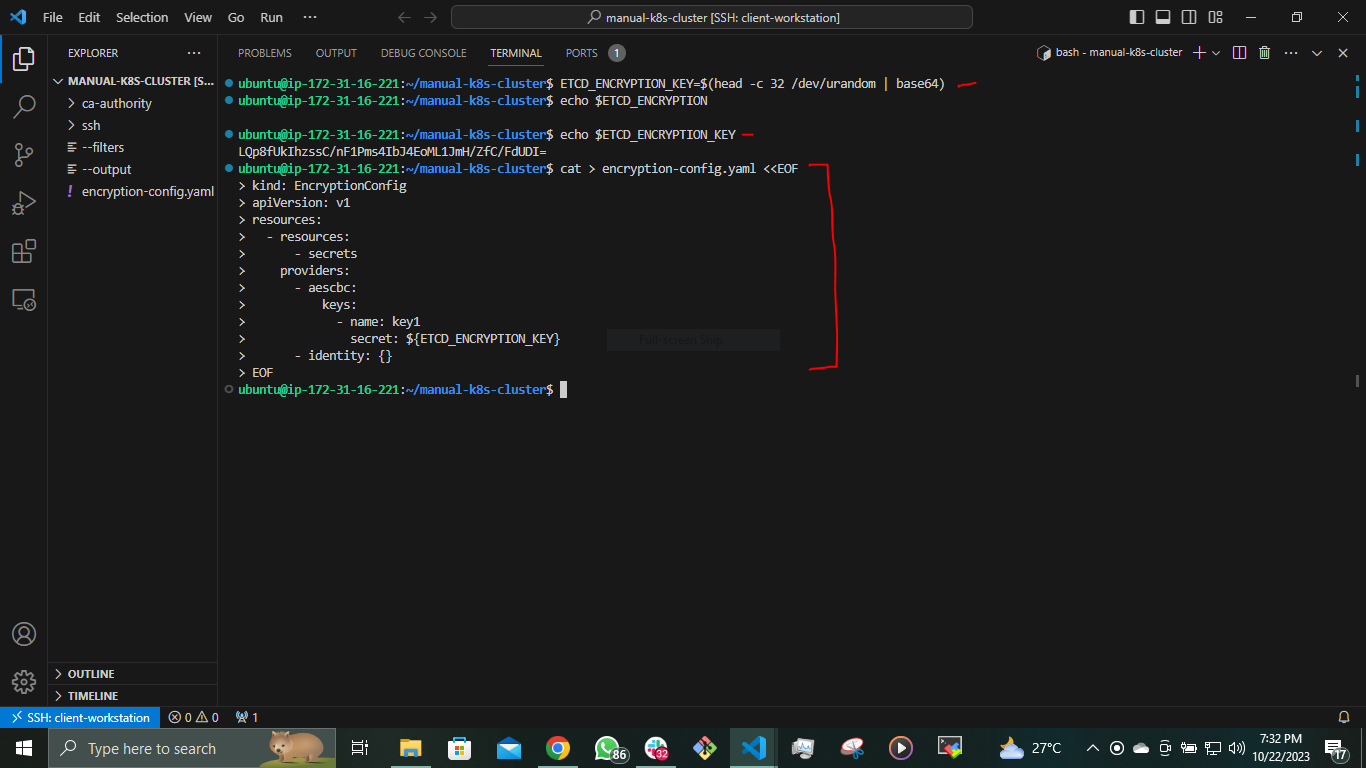 File Edit Selection View Go Run ···
manual-k8s-cluster [SSH: client-workstation]
EXPLORER ···
MANUAL-K8S-CLUSTER [S...
ca-authority
ssh
--filters
--output
! encryption-config.yaml
OUTLINE
TIMELINE
PROBLEMS OUTPUT DEBUG CONSOLE TERMINAL PORTS 1
bash - manual-k8s-cluster
ubuntu@ip-172-31-16-221:~/manual-k8s-cluster$ ETCD_ENCRYPTION_KEY=$(head -c 32 /dev/urandom | base64)
ubuntu@ip-172-31-16-221:~/manual-k8s-cluster$ echo $ETCD_ENCRYPTION
ubuntu@ip-172-31-16-221:~/manual-k8s-cluster$ echo $ETCD_ENCRYPTION_KEY
LQp8fUkIhzssC/nF1Pms4IbJ4EoML1JmH/ZfC/FdUDI=
ubuntu@ip-172-31-16-221:~/manual-k8s-cluster$ cat > encryption-config.yaml <<EOF
> kind: EncryptionConfig
> apiVersion: v1
> resources:
>   - resources:
>       - secrets
>     providers:
>       - aescbc:
>           keys:
>             - name: key1
>               secret: ${ETCD_ENCRYPTION_KEY}
>       - identity: {}
> EOF
ubuntu@ip-172-31-16-221:~/manual-k8s-cluster$
Full-screen Snip
SSH: client-workstation 0 0 1
Type here to search
86
32
27°C
7:32 PM
10/22/2023
17